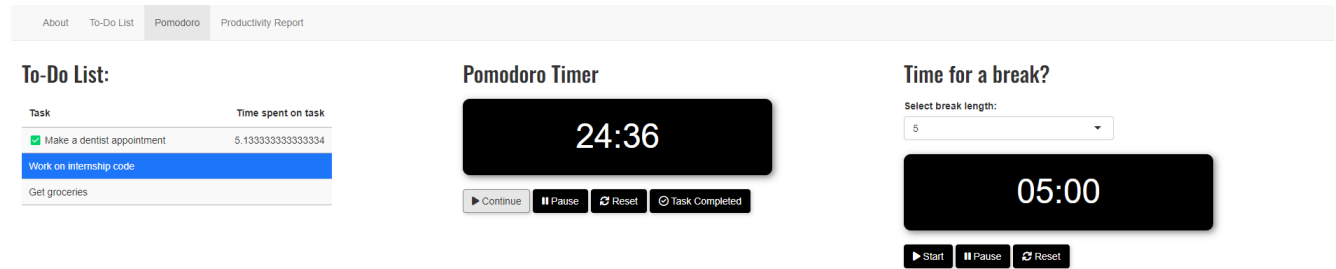 About To-Do List Pomodoro Productivity Report
To-Do List:
Task Time spent on task
Make a dentist appointment 5.133333333333334
Work on internship code
Get groceries
Pomodoro Timer
24:36
Continue Pause Reset Task Completed
Time for a break?
Select break length:
5
05:00
Start Pause Reset